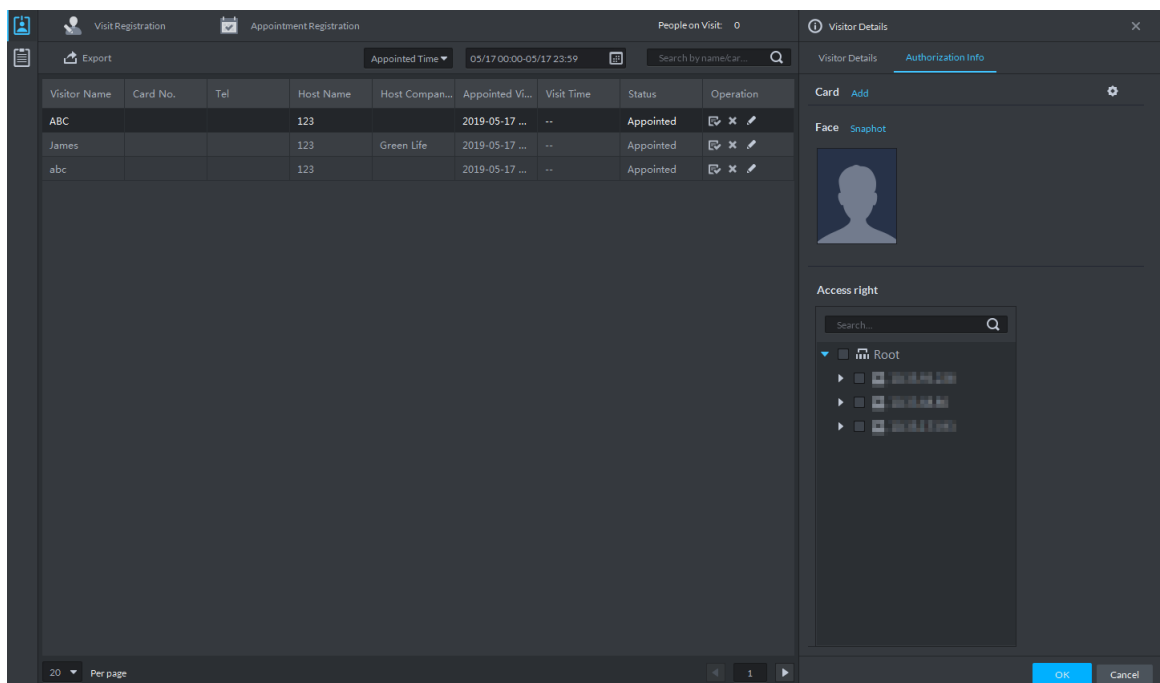 Visit Registration Appointment Registration People on Visit: 0
Export Appointed Time 05/17 00:00-05/17 23:59 Search by name/car...
Visitor Name Card No. Tel Host Name Host Compan... Appointed Vi... Visit Time Status Operation
ABC 123 2019-05-17 ... -- Appointed
James 123 Green Life 2019-05-17 ... -- Appointed
abc 123 2019-05-17 ... -- Appointed
20 Per page 1
Visitor Details
Visitor Details Authorization Info
Card Add
Face Snaphot
Access right
Search...
Root
OK Cancel